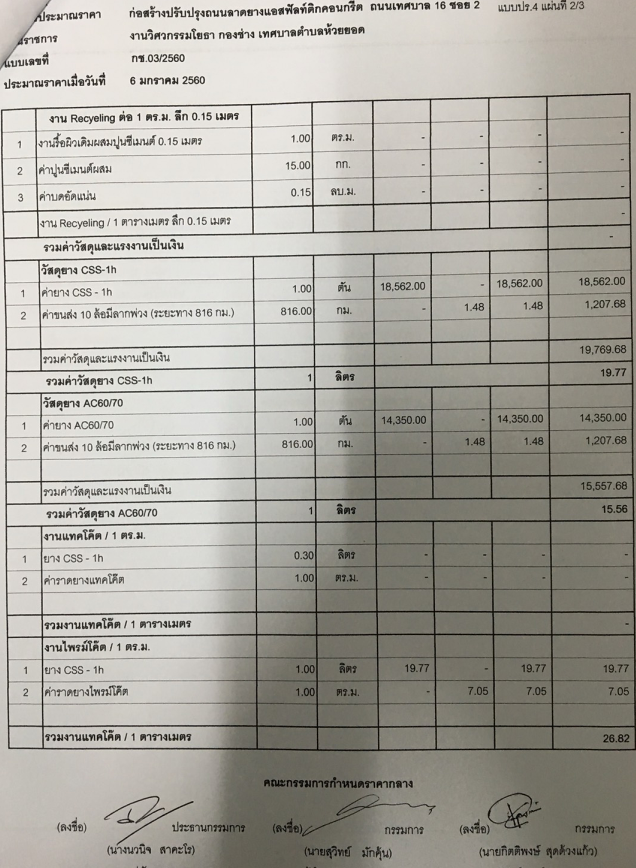 ประมาณราคา ก่อสร้างปรับปรุงถนนลาดยางแอสฟัลท์ติกคอนกรีต ถนนเทศบาล 16 ซอย 2 แบบปร.4 แผ่นที่ 2/3
ราชการ งานวิศวกรรมโยธา กองช่าง เทศบาลตำบลห้วยยอด
แบบเลขที่ กช.03/2560
ประมาณราคาเมื่อวันที่ 6 มกราคม 2560
งาน Recyeling ต่อ 1 ตร.ม. ลึก 0.15 เมตร -
1 งานรื้อผิวเดิมผสมปูนซีเมนต์ 0.15 เมตร 1.00 ตร.ม. - - - -
2 ค่าปูนซีเมนต์ผสม 15.00 กก. - - - -
3 ค่าบดอัดแน่น 0.15 ลบ.ม. - - - -
งาน Recyeling / 1 ตารางเมตร ลึก 0.15 เมตร -
รวมค่าวัสดุและแรงงานเป็นเงิน -
วัสดุยาง CSS-1h
1 ค่ายาง CSS - 1h 1.00 ตัน 18,562.00 - 18,562.00 18,562.00
2 ค่าขนส่ง 10 ล้อมีลากพ่วง (ระยะทาง 816 กม.) 816.00 กม. - 1.48 1.48 1,207.68
รวมค่าวัสดุและแรงงานเป็นเงิน 19,769.68
รวมค่าวัสดุยาง CSS-1h 1 ลิตร 19.77
วัสดุยาง AC60/70
1 ค่ายาง AC60/70 1.00 ตัน 14,350.00 - 14,350.00 14,350.00
2 ค่าขนส่ง 10 ล้อมีลากพ่วง (ระยะทาง 816 กม.) 816.00 กม. - 1.48 1.48 1,207.68
รวมค่าวัสดุและแรงงานเป็นเงิน 15,557.68
รวมค่าวัสดุยาง AC60/70 1 ลิตร 15.56
งานแทคโค๊ต / 1 ตร.ม.
1 ยาง CSS - 1h 0.30 ลิตร - - - -
2 ค่าราดยางแทคโค๊ต 1.00 ตร.ม. - - - -
รวมงานแทคโค๊ต / 1 ตารางเมตร -
งานไพรม์โค๊ต / 1 ตร.ม.
1 ยาง CSS - 1h 1.00 ลิตร 19.77 - 19.77 19.77
2 ค่าราดยางไพรม์โค๊ต 1.00 ตร.ม. - 7.05 7.05 7.05
รวมงานแทคโค๊ต / 1 ตารางเมตร 26.82
คณะกรรมการกำหนดราคากลาง
(ลงชื่อ) ประธานกรรมการ (ลงชื่อ) กรรมการ (ลงชื่อ) กรรมการ
(นางนวนิจ สาคะโร) (นายสุวิทย์ มักคุ้น) (นายกิตติพงษ์ สุดด้วงแก้ว)